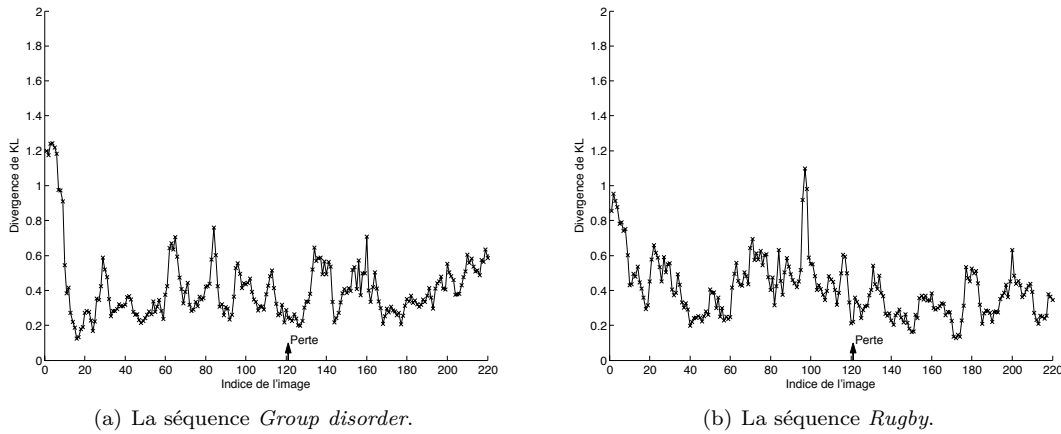 2
1.8
1.6
1.4
1.2
1
0.8
0.6
0.4
0.2
0
Divergence de KL
Perte
0 20 40 60 80 100 120 140 160 180 200 220
Indice de l'image
(a) La séquence Group disorder.
2
1.8
1.6
1.4
1.2
1
0.8
0.6
0.4
0.2
0
Divergence de KL
Perte
0 20 40 60 80 100 120 140 160 180 200 220
Indice de l'image
(b) La séquence Rugby.